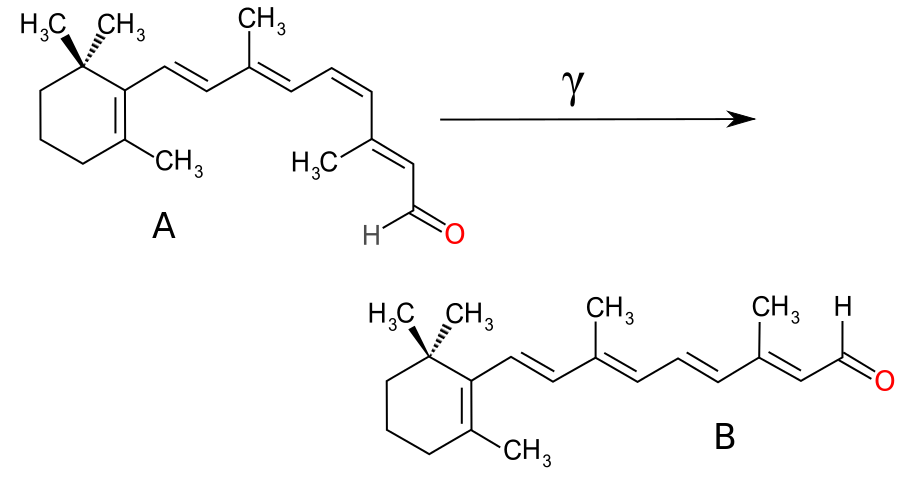 H₃C CH₃ CH₃
γ
H₃C CH₃
A H O
H₃C CH₃ CH₃ CH₃ H
O
B
CH₃